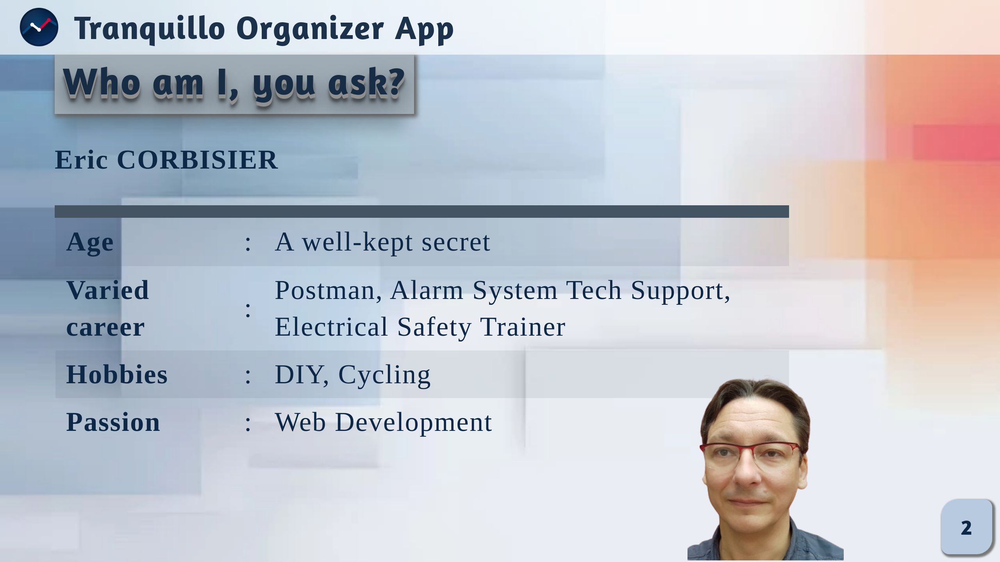 Tranquillo Organizer App
Who am I, you ask?
Eric CORBISIER
Age : A well-kept secret
Varied career : Postman, Alarm System Tech Support,
Electrical Safety Trainer
Hobbies : DIY, Cycling
Passion : Web Development
2